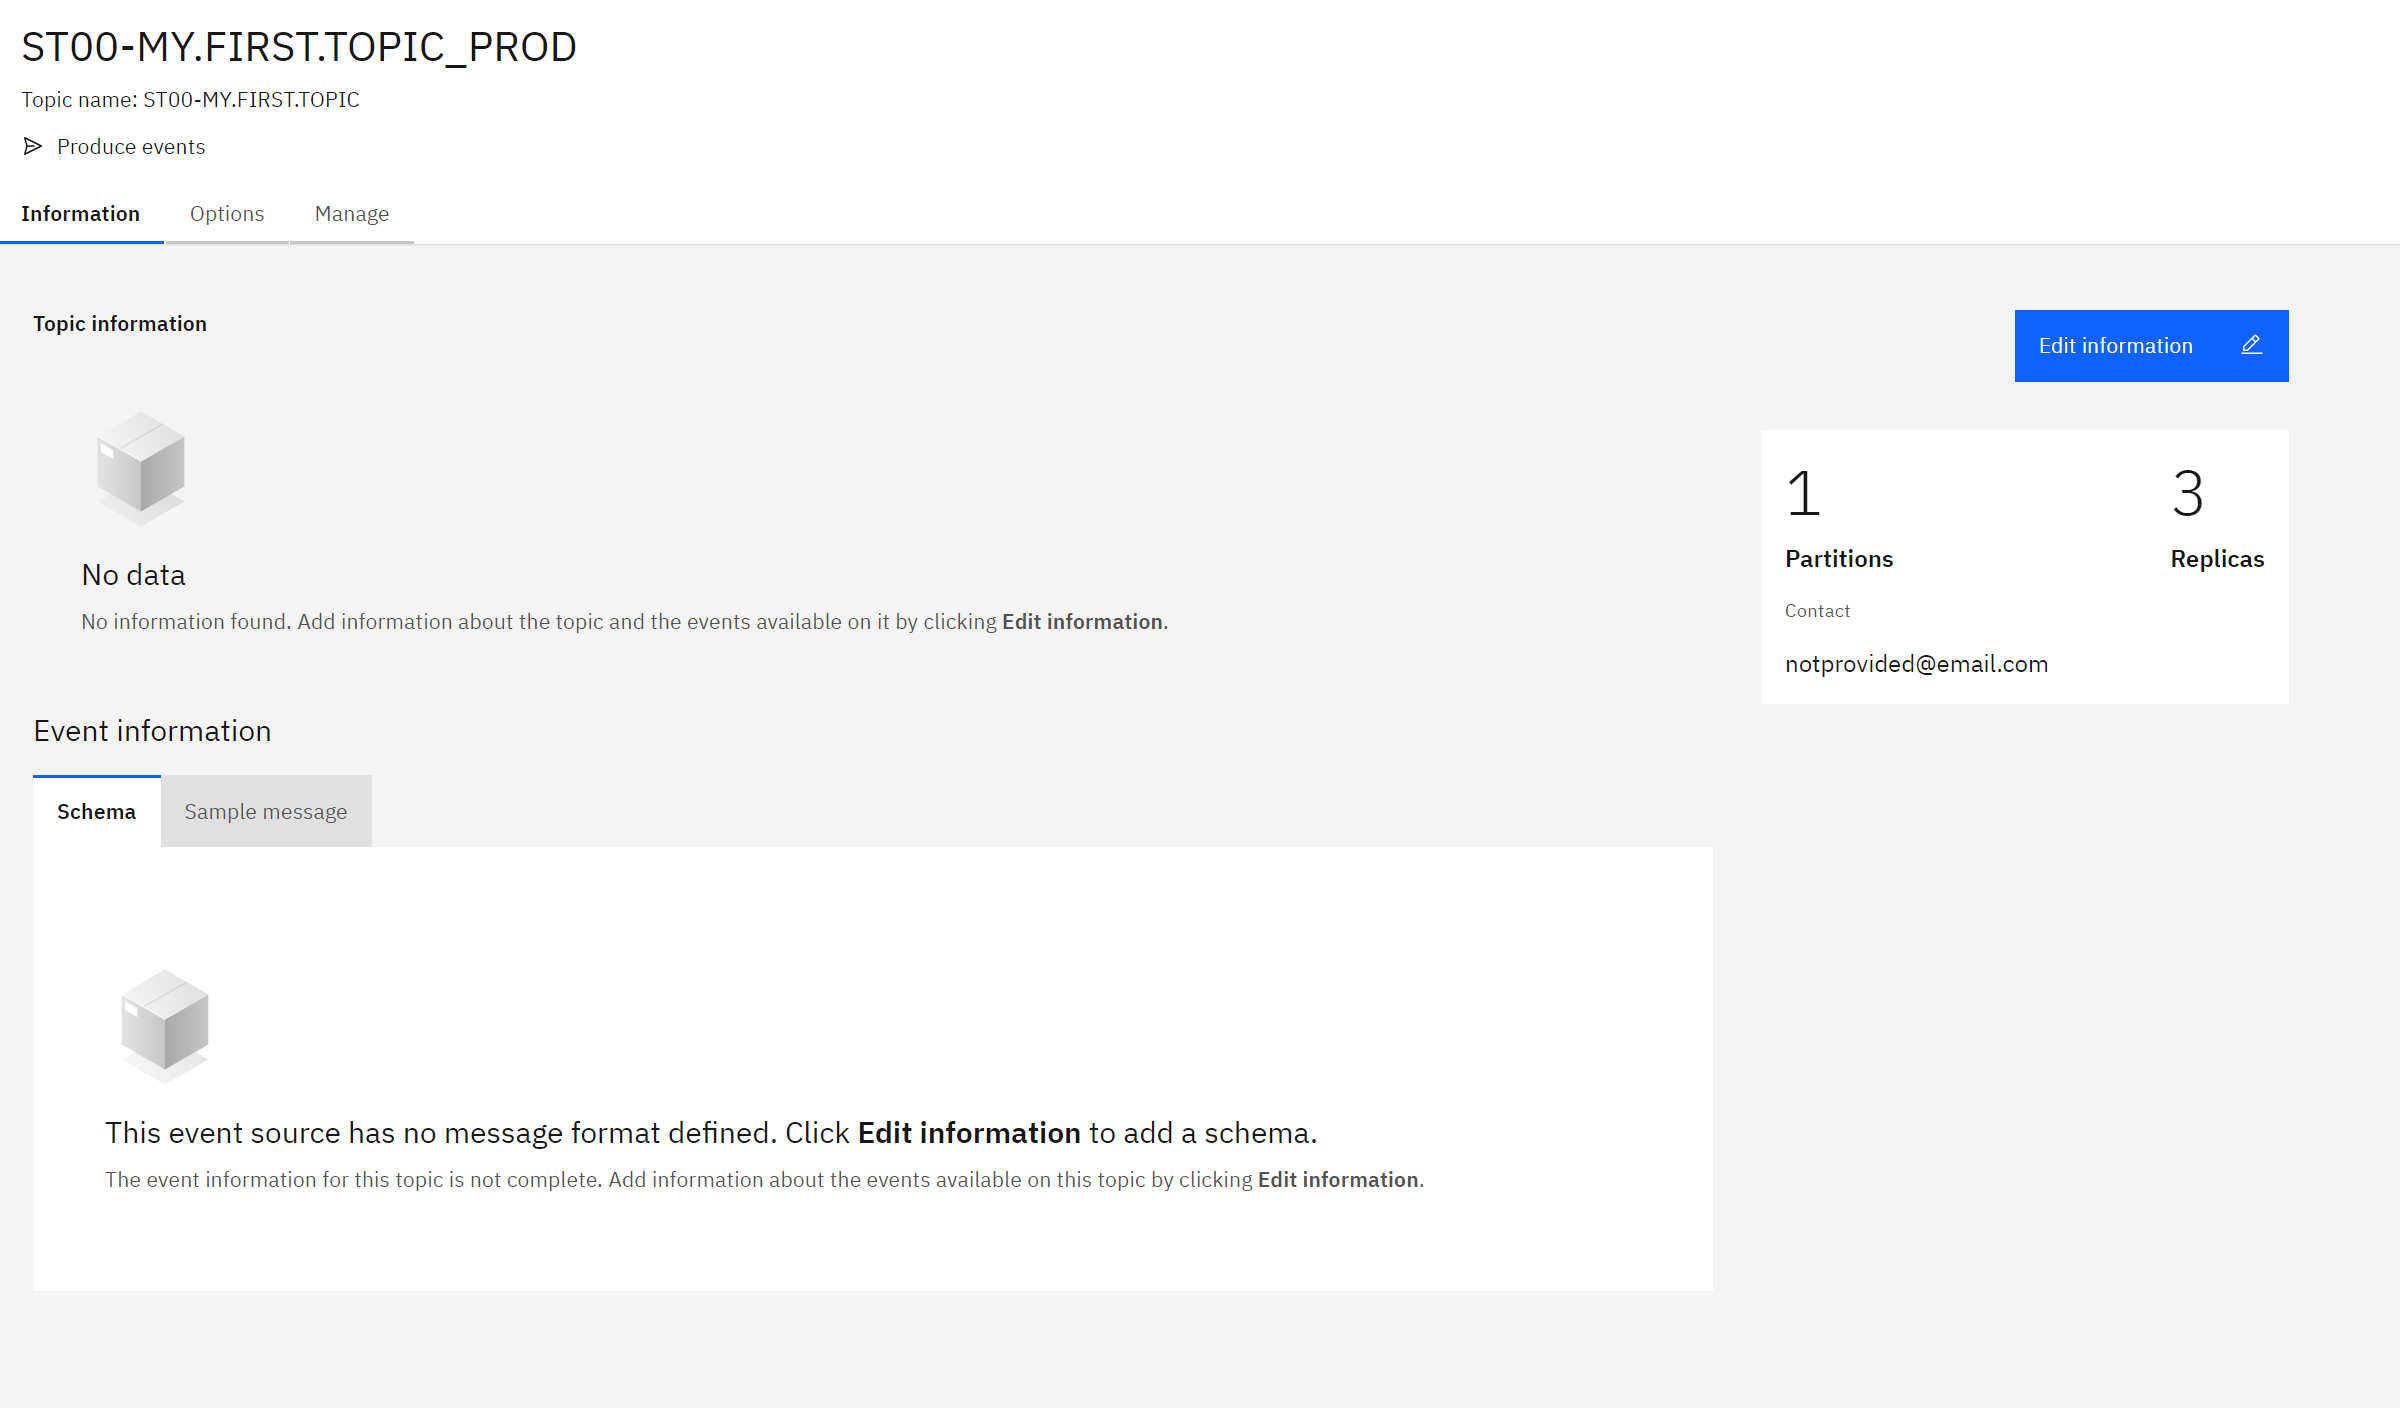 ST00-MY.FIRST.TOPIC_PROD
Topic name: ST00-MY.FIRST.TOPIC
Produce events
Information Options Manage
Topic information
Edit information
No data
No information found. Add information about the topic and the events available on it by clicking Edit information.
1 3
Partitions Replicas
Contact
notprovided@email.com
Event information
Schema Sample message
This event source has no message format defined. Click Edit information to add a schema.
The event information for this topic is not complete. Add information about the events available on this topic by clicking Edit information.